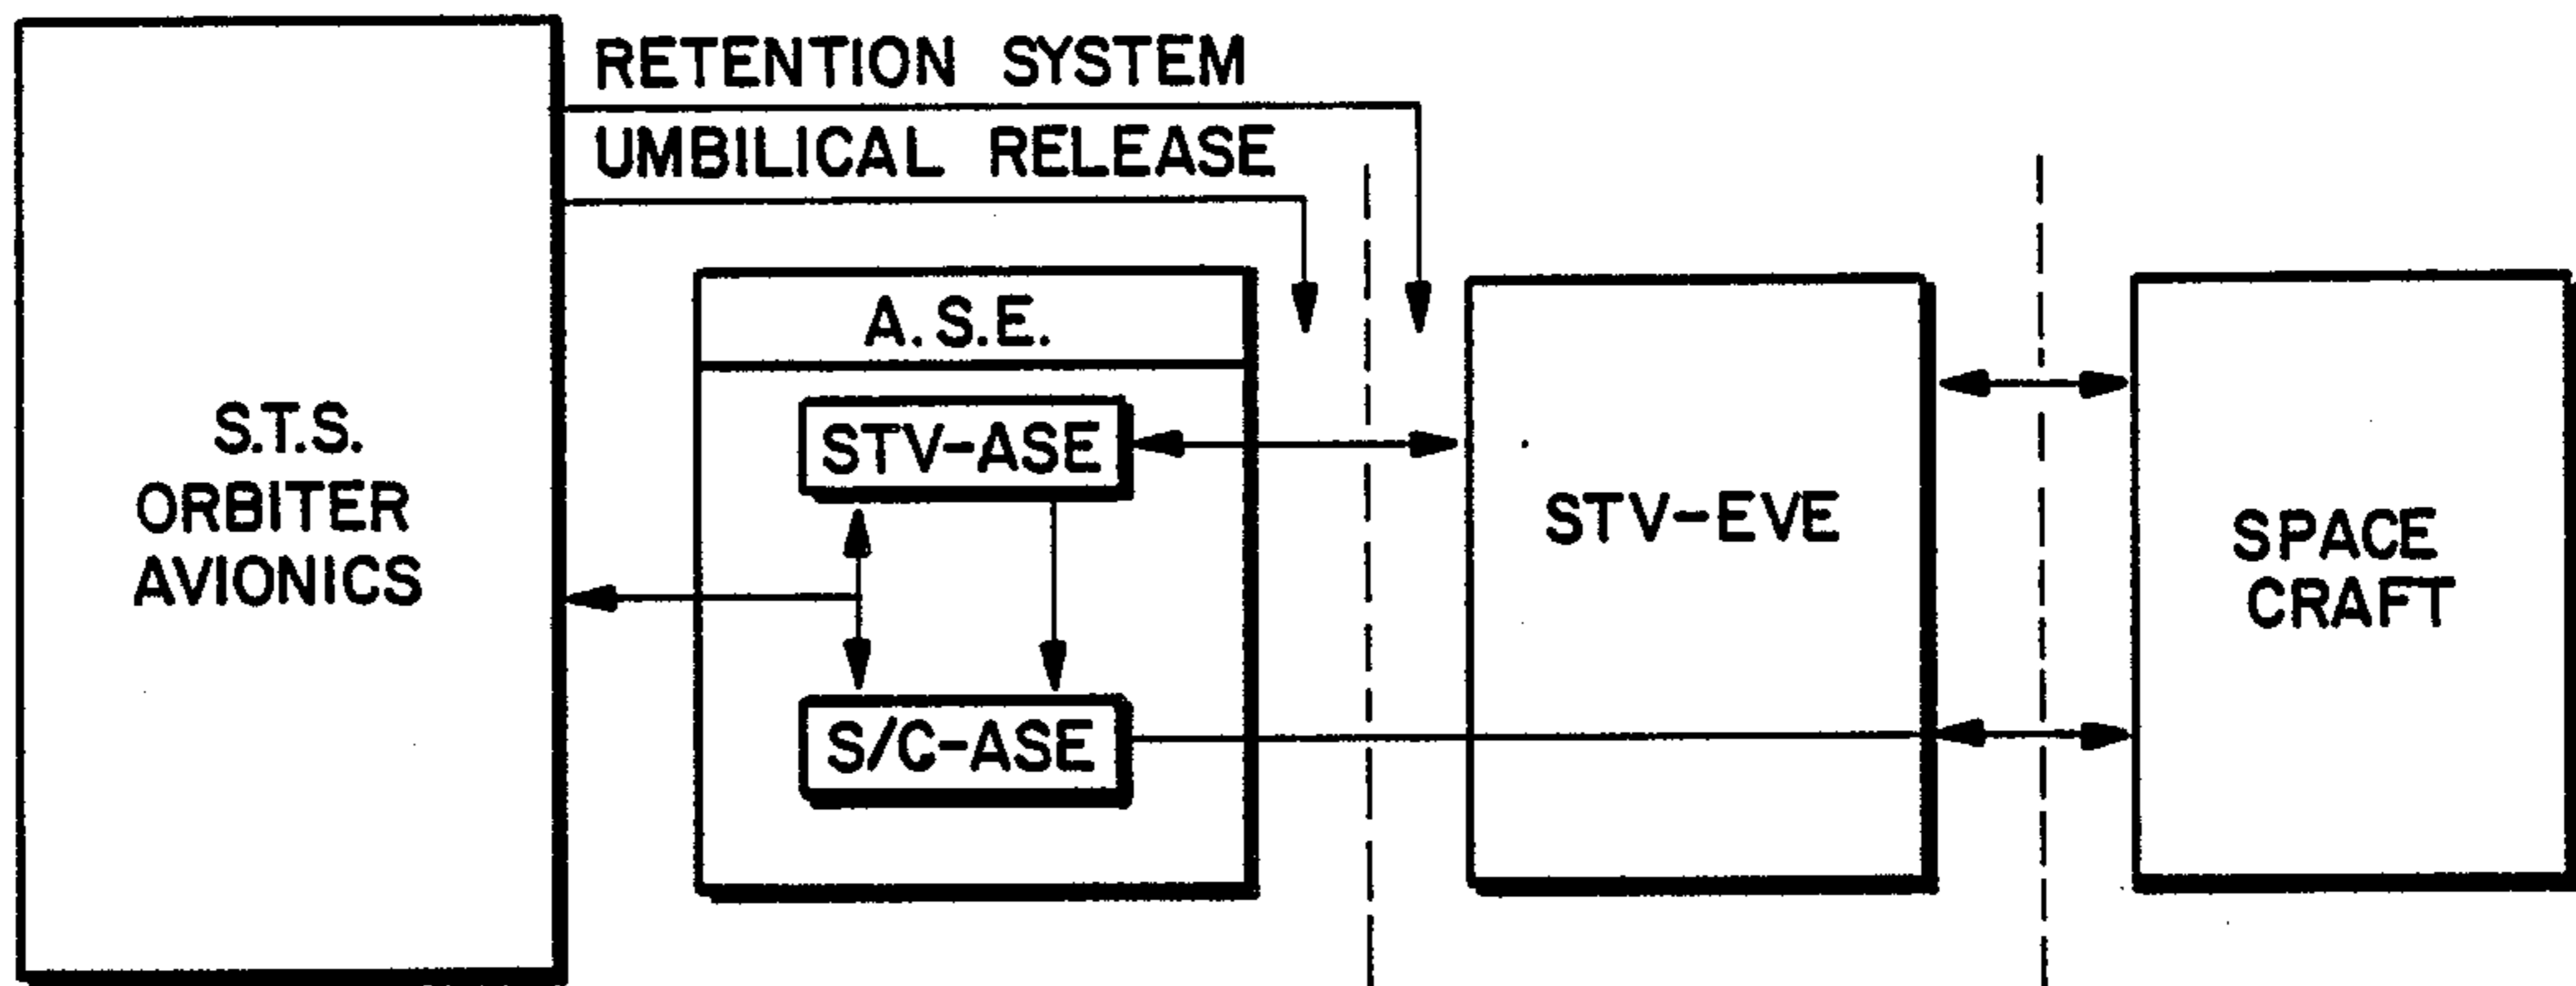 RETENTION SYSTEM
UMBILICAL RELEASE
S.T.S.
ORBITER
AVIONICS
A.S.E.
STV-ASE
S/C-ASE
STV-EVE
SPACE
CRAFT